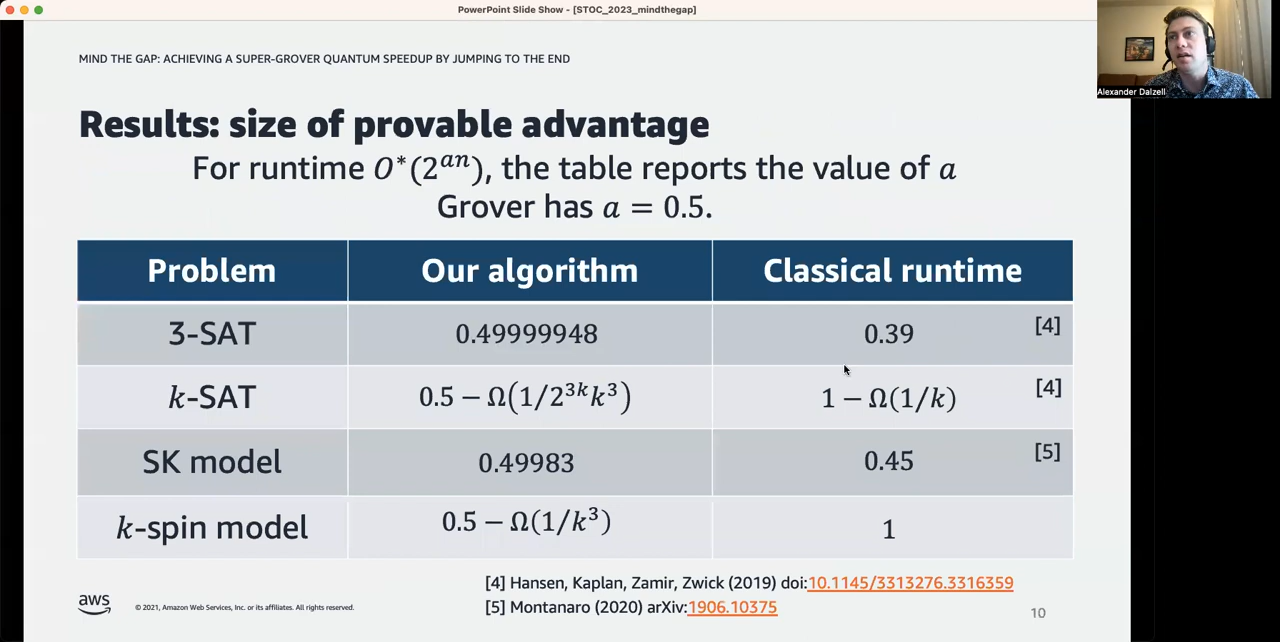 PowerPoint Slide Show - [STOC_2023_mindthegap]
Alexander Dalzell
MIND THE GAP: ACHIEVING A SUPER-GROVER QUANTUM SPEEDUP BY JUMPING TO THE END
Results: size of provable advantage
For runtime O*(2^{an}), the table reports the value of a
Grover has a = 0.5.
Problem Our algorithm Classical runtime
3-SAT 0.49999948 0.39 [4]
k-SAT 0.5 − Ω(1/2^{3k}k^3) 1 − Ω(1/k) [4]
SK model 0.49983 0.45 [5]
k-spin model 0.5 − Ω(1/k^3) 1
[4] Hansen, Kaplan, Zamir, Zwick (2019) doi:10.1145/3313276.3316359
[5] Montanaro (2020) arXiv:1906.10375
aws
© 2021, Amazon Web Services, Inc. or its affiliates. All rights reserved.
10